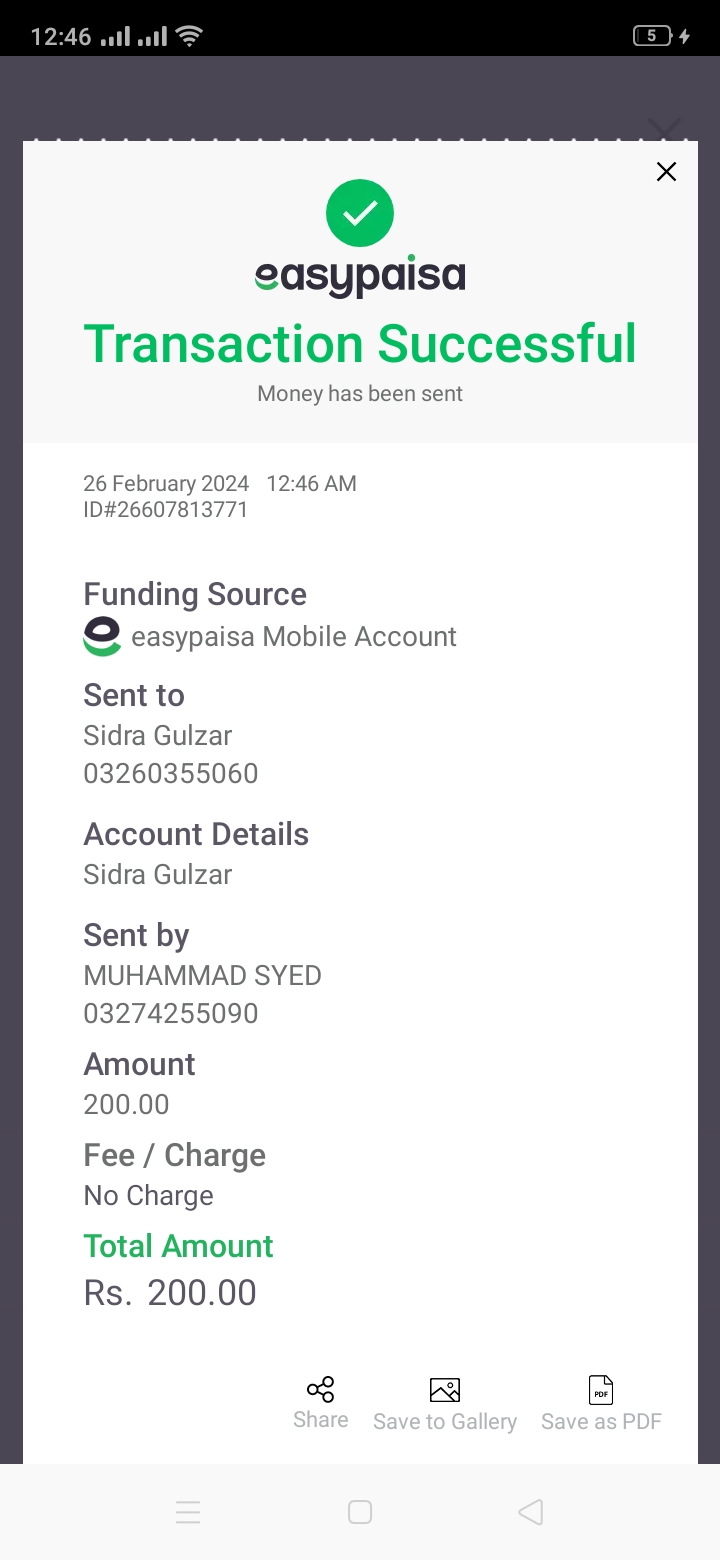 12:46
5
easypaisa
Transaction Successful
Money has been sent
26 February 2024 12:46 AM
ID#26607813771
Funding Source
easypaisa Mobile Account
Sent to
Sidra Gulzar
03260355060
Account Details
Sidra Gulzar
Sent by
MUHAMMAD SYED
03274255090
Amount
200.00
Fee / Charge
No Charge
Total Amount
Rs. 200.00
PDF
Share Save to Gallery Save as PDF